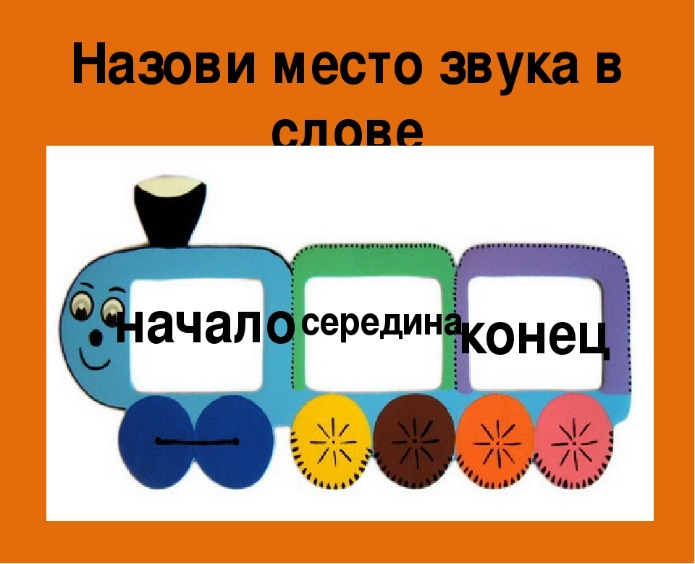 Назови место звука в
слове
начало середина конец